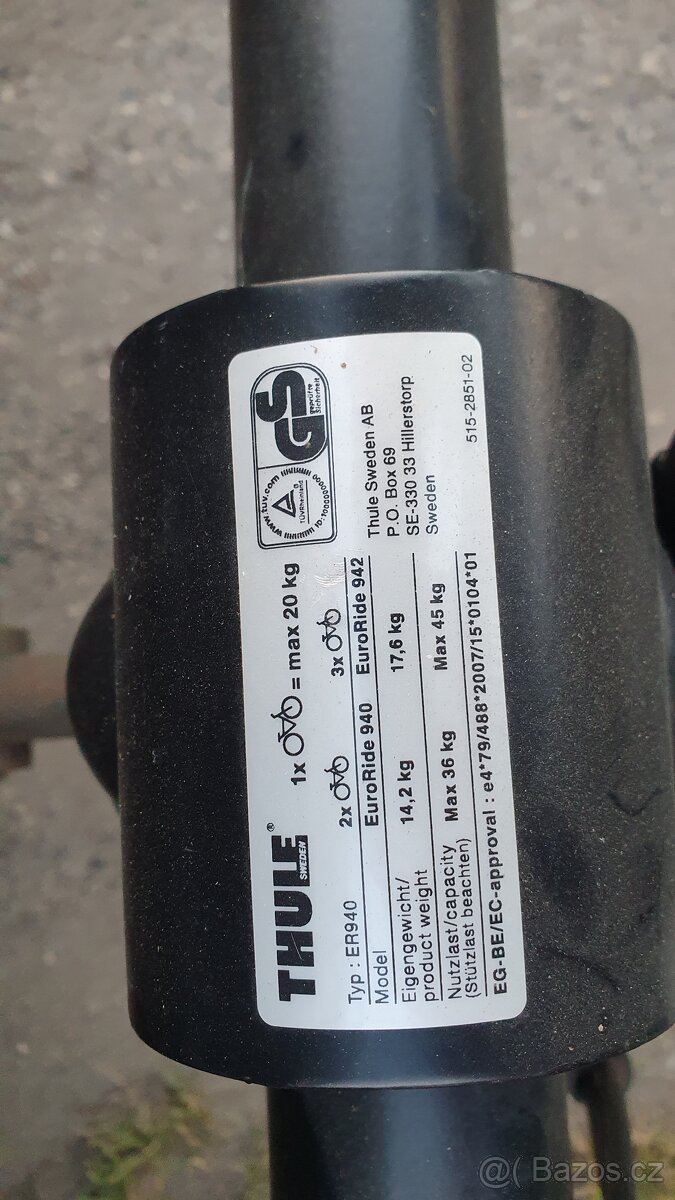 THULE®
SWEDEN
1x = max 20 kg
www.tuv.com
TÜVRheinland
GS
geprüfte
Sicherheit
Typ : ER940 2x 3x
Model EuroRide 940 EuroRide 942
Eigengewicht/
product weight 14,2 kg 17,6 kg
Nutzlast/capacity Max 36 kg Max 45 kg
(Stützlast beachten)
EG-BE/EC-approval : e4*79/488*2007/15*0104*01
Thule Sweden AB
P.O. Box 69
SE-330 33 Hillerstorp
Sweden
515-2851-02
@( Bazos.cz